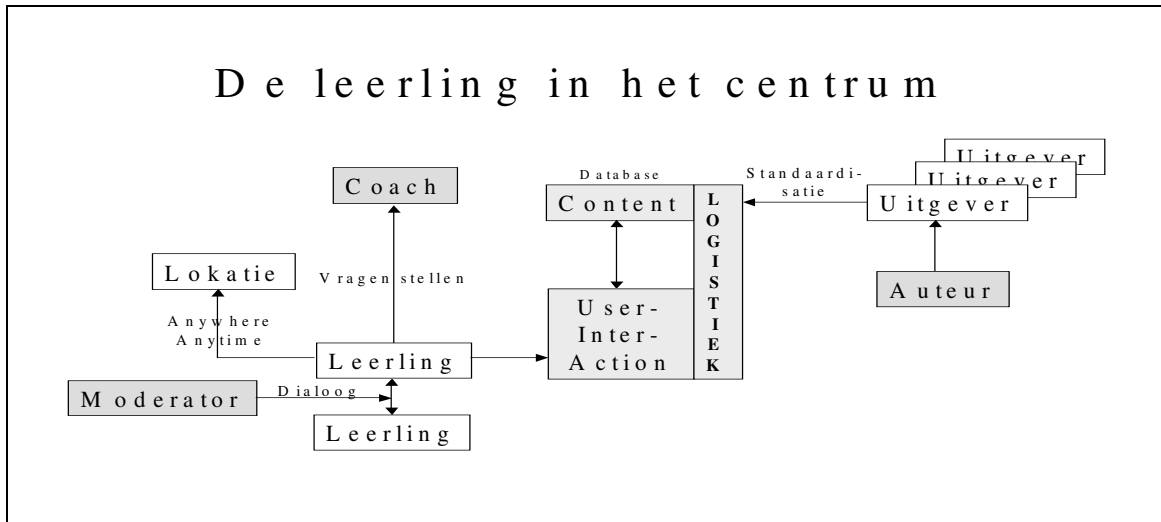 De leerling in het centrum
Uitgever
Uitgever
Uitgever
Standaardi-
satie
Database
Content
LOGISTIEK
Coach
Auteur
Lokatie
Vragen stellen
User-
Inter-
Action
Anywhere
Anytime
Leerling
Moderator
Dialoog
Leerling